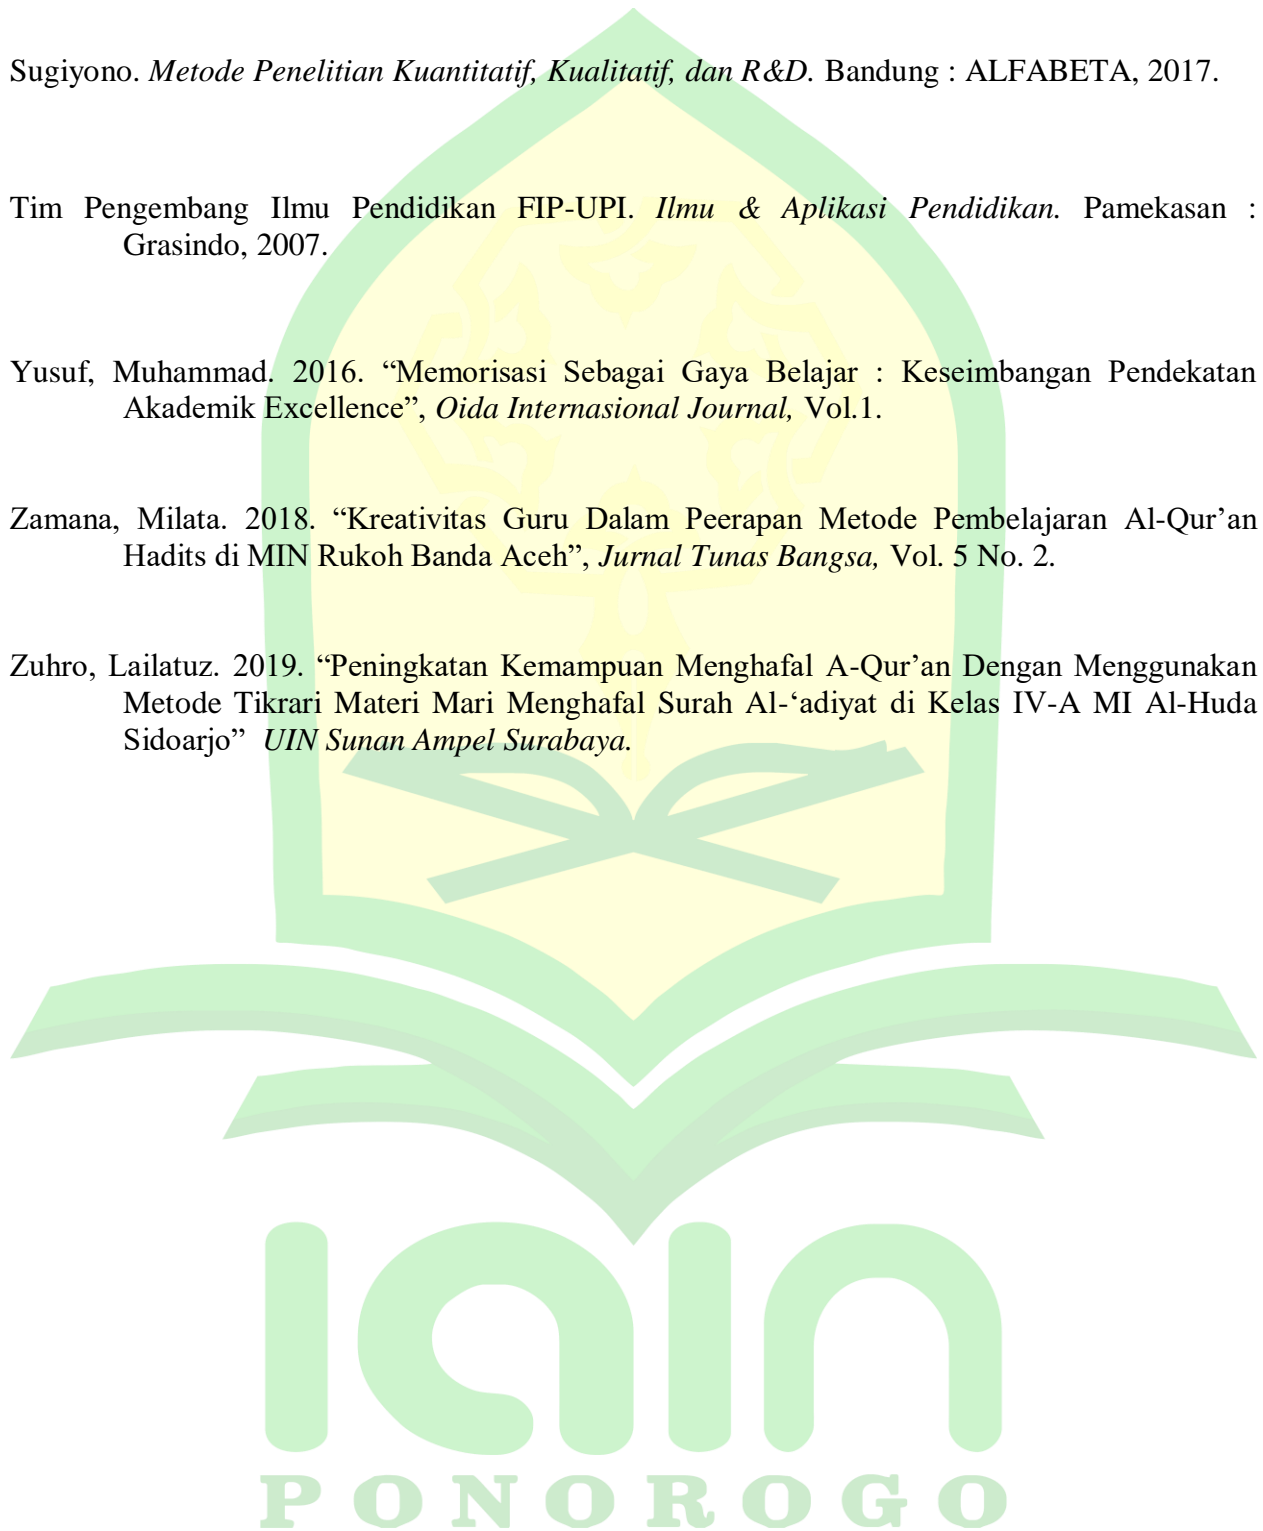 Sugiyono. Metode Penelitian Kuantitatif, Kualitatif, dan R&D. Bandung : ALFABETA, 2017.
Tim Pengembang Ilmu Pendidikan FIP-UPI. Ilmu & Aplikasi Pendidikan. Pamekasan :
Grasindo, 2007.
Yusuf, Muhammad. 2016. “Memorisasi Sebagai Gaya Belajar : Keseimbangan Pendekatan
Akademik Excellence”, Oida Internasional Journal, Vol.1.
Zamana, Milata. 2018. “Kreativitas Guru Dalam Peerapan Metode Pembelajaran Al-Qur’an
Hadits di MIN Rukoh Banda Aceh”, Jurnal Tunas Bangsa, Vol. 5 No. 2.
Zuhro, Lailatuz. 2019. “Peningkatan Kemampuan Menghafal A-Qur’an Dengan Menggunakan
Metode Tikrari Materi Mari Menghafal Surah Al-‘adiyat di Kelas IV-A MI Al-Huda
Sidoarjo” UIN Sunan Ampel Surabaya.
iain
PONOROGO